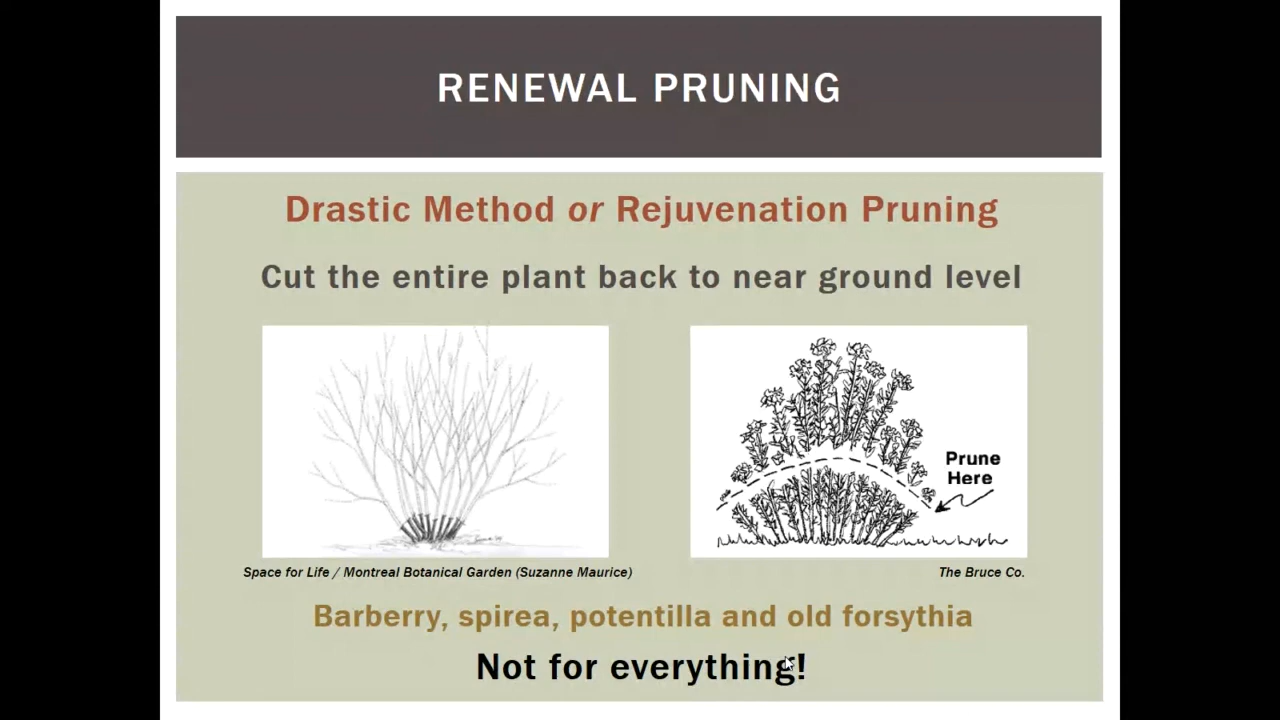 RENEWAL PRUNING
Drastic Method or Rejuvenation Pruning
Cut the entire plant back to near ground level
Prune
Here
Space for Life / Montreal Botanical Garden (Suzanne Maurice)
The Bruce Co.
Barberry, spirea, potentilla and old forsythia
Not for everything!